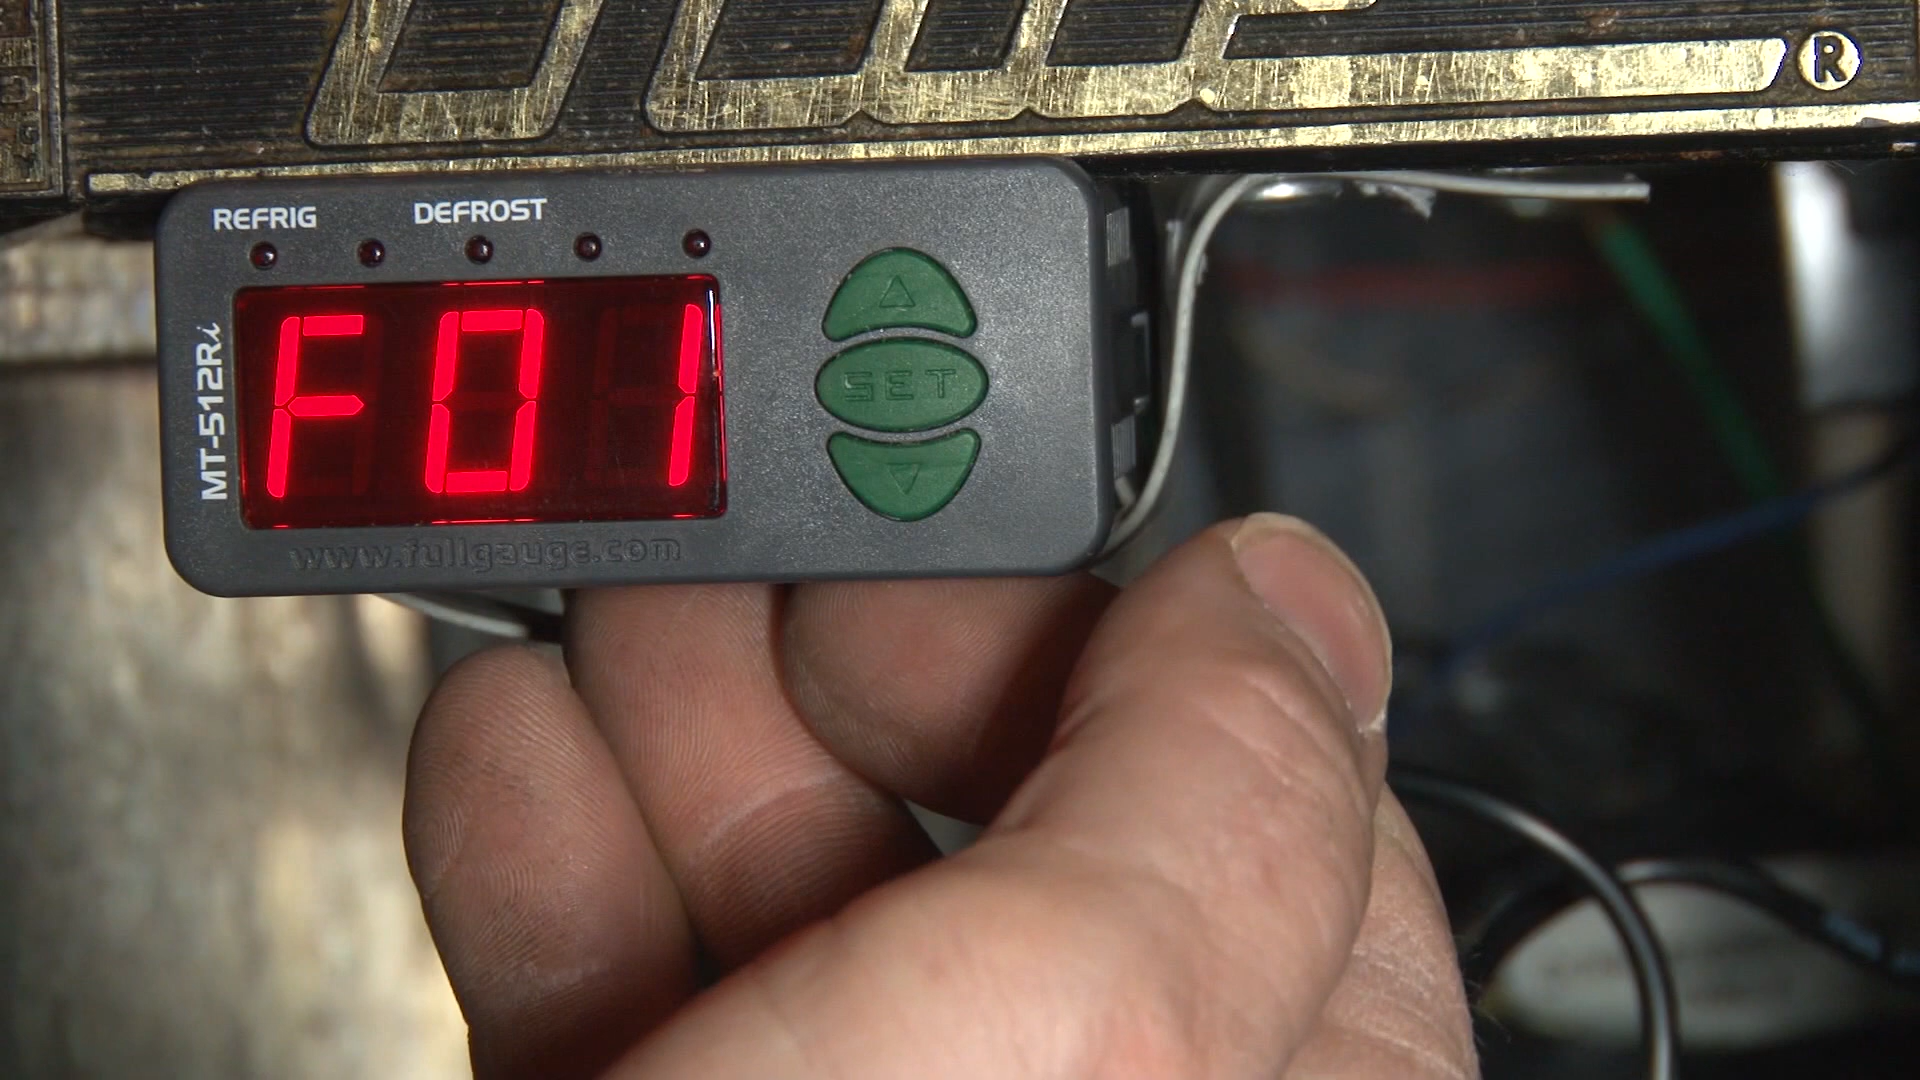 ®
REFRIG DEFROST
MT-512Ri
F01
SET
www.fullgauge.com